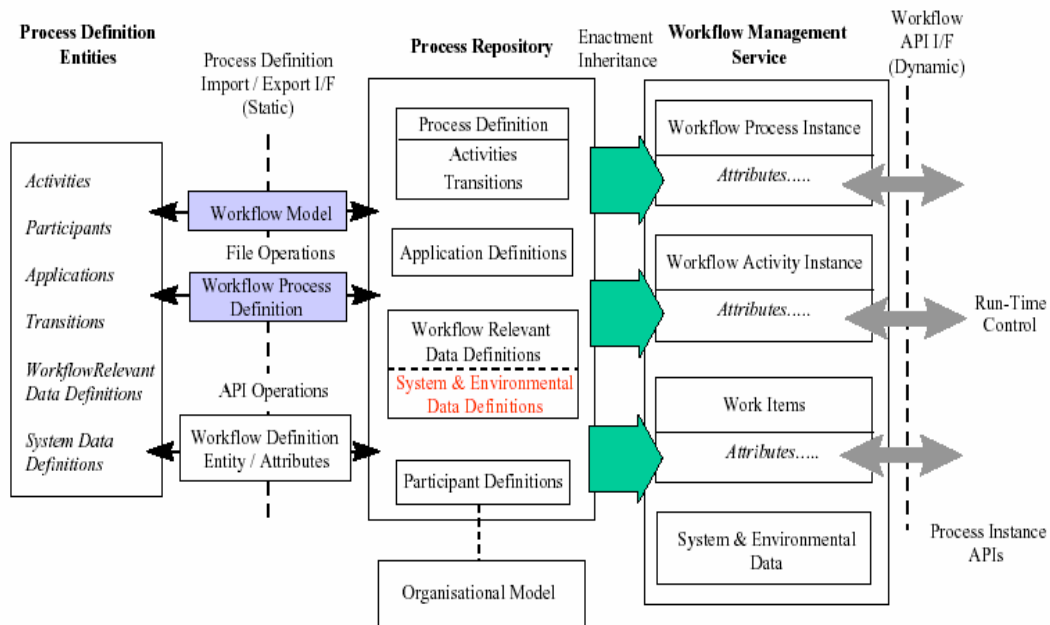 Process Definition
Entities
Process Definition
Import / Export I/F
(Static)
Process Repository
Enactment
Inheritance
Workflow Management
Service
Workflow
API I/F
(Dynamic)
Activities
Participants
Applications
Transitions
WorkflowRelevant
Data Definitions
System Data
Definitions
Workflow Model
File Operations
Workflow Process
Definition
API Operations
Workflow Definition
Entity / Attributes
Process Definition
Activities
Transitions
Application Definitions
Workflow Relevant
Data Definitions
System & Environmental
Data Definitions
Participant Definitions
Organisational Model
Workflow Process Instance
Attributes.....
Workflow Activity Instance
Attributes.....
Work Items
Attributes.....
System & Environmental
Data
Run-Time
Control
Process Instance
APIs